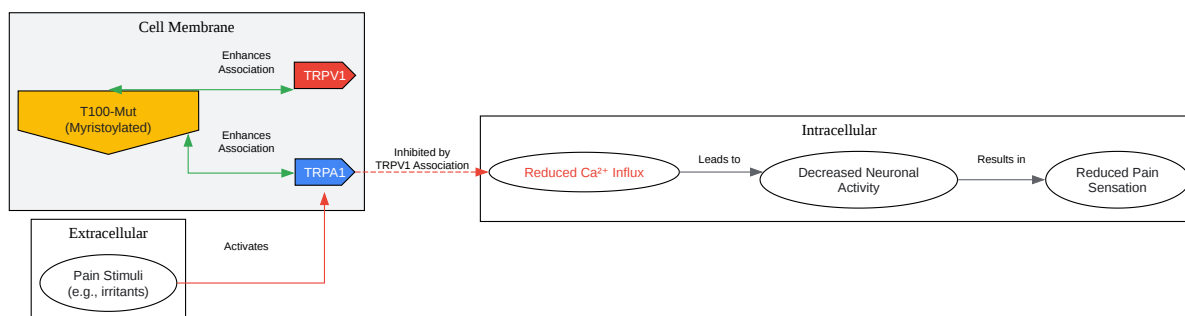 Cell Membrane
Enhances
Association
TRPV1
T100-Mut
(Myristoylated)
Enhances
Association
TRPA1
Inhibited by
TRPV1 Association
Intracellular
Reduced Ca²⁺ Influx
Leads to
Decreased Neuronal
Activity
Results in
Reduced Pain
Sensation
Extracellular
Activates
Pain Stimuli
(e.g., irritants)